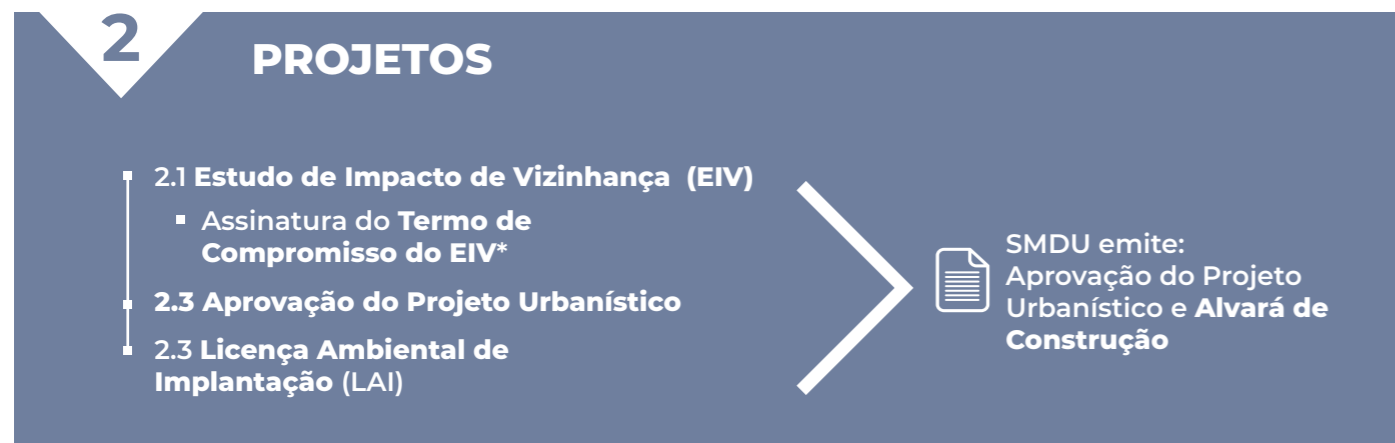 2
PROJETOS
2.1 Estudo de Impacto de Vizinhança (EIV)
Assinatura do Termo de
Compromisso do EIV*
2.3 Aprovação do Projeto Urbanístico
2.3 Licença Ambiental de
Implantação (LAI)
SMDU emite:
Aprovação do Projeto
Urbanístico e Alvará de
Construção